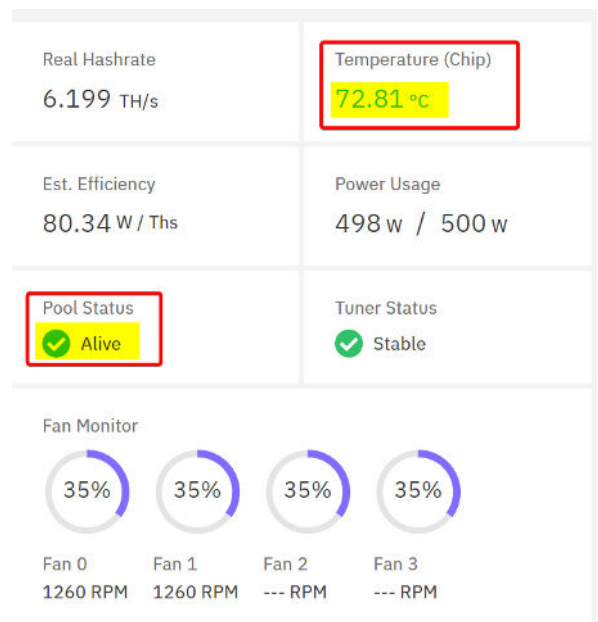 Real Hashrate
6.199 TH/s
Temperature (Chip)
72.81 °C
Est. Efficiency
80.34 W / Ths
Power Usage
498 w / 500 w
Pool Status
Alive
Tuner Status
Stable
Fan Monitor
35% 35% 35% 35%
Fan 0 Fan 1 Fan 2 Fan 3
1260 RPM 1260 RPM --- RPM --- RPM